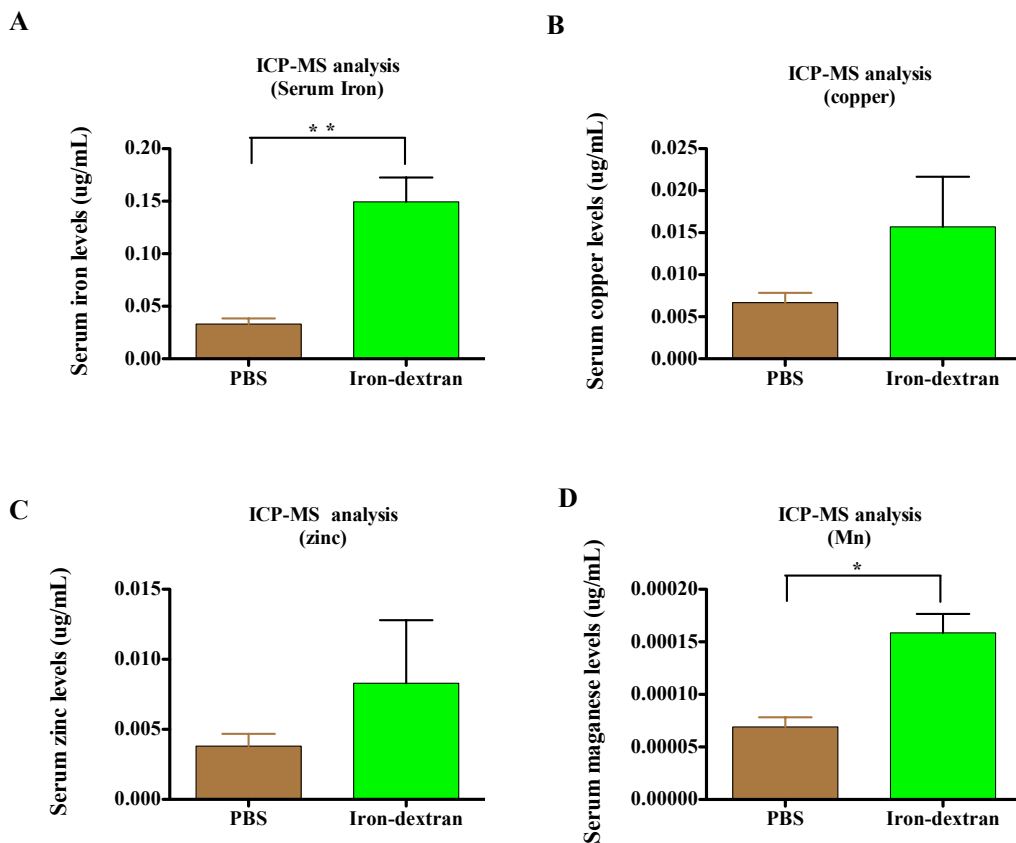 A
ICP-MS analysis
(Serum Iron)
Serum iron levels (ug/mL)
0.20
0.15
0.10
0.05
0.00
* *
PBS
Iron-dextran
B
ICP-MS analysis
(copper)
Serum copper levels (ug/mL)
0.025
0.020
0.015
0.010
0.005
0.000
PBS
Iron-dextran
C
ICP-MS analysis
(zinc)
Serum zinc levels (ug/mL)
0.015
0.010
0.005
0.000
PBS
Iron-dextran
D
ICP-MS analysis
(Mn)
Serum maganese levels (ug/mL)
0.00020
0.00015
0.00010
0.00005
0.00000
*
PBS
Iron-dextran